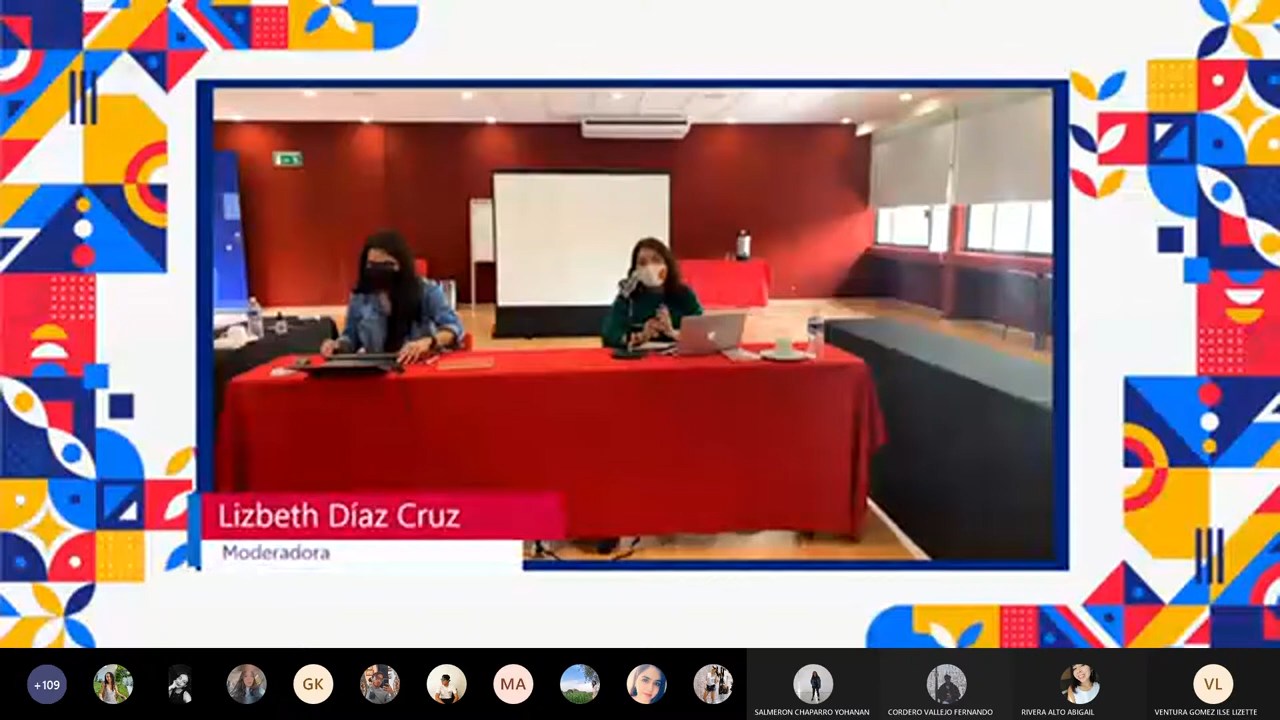 Lizbeth Díaz Cruz
Moderadora
+109
GK
MA
VL
SALMERON CHAPARRO YOHANAN
CORDERO VALLEJO FERNANDO
RIVERA ALTO ABIGAIL
VENTURA GOMEZ ILSE LIZETTE